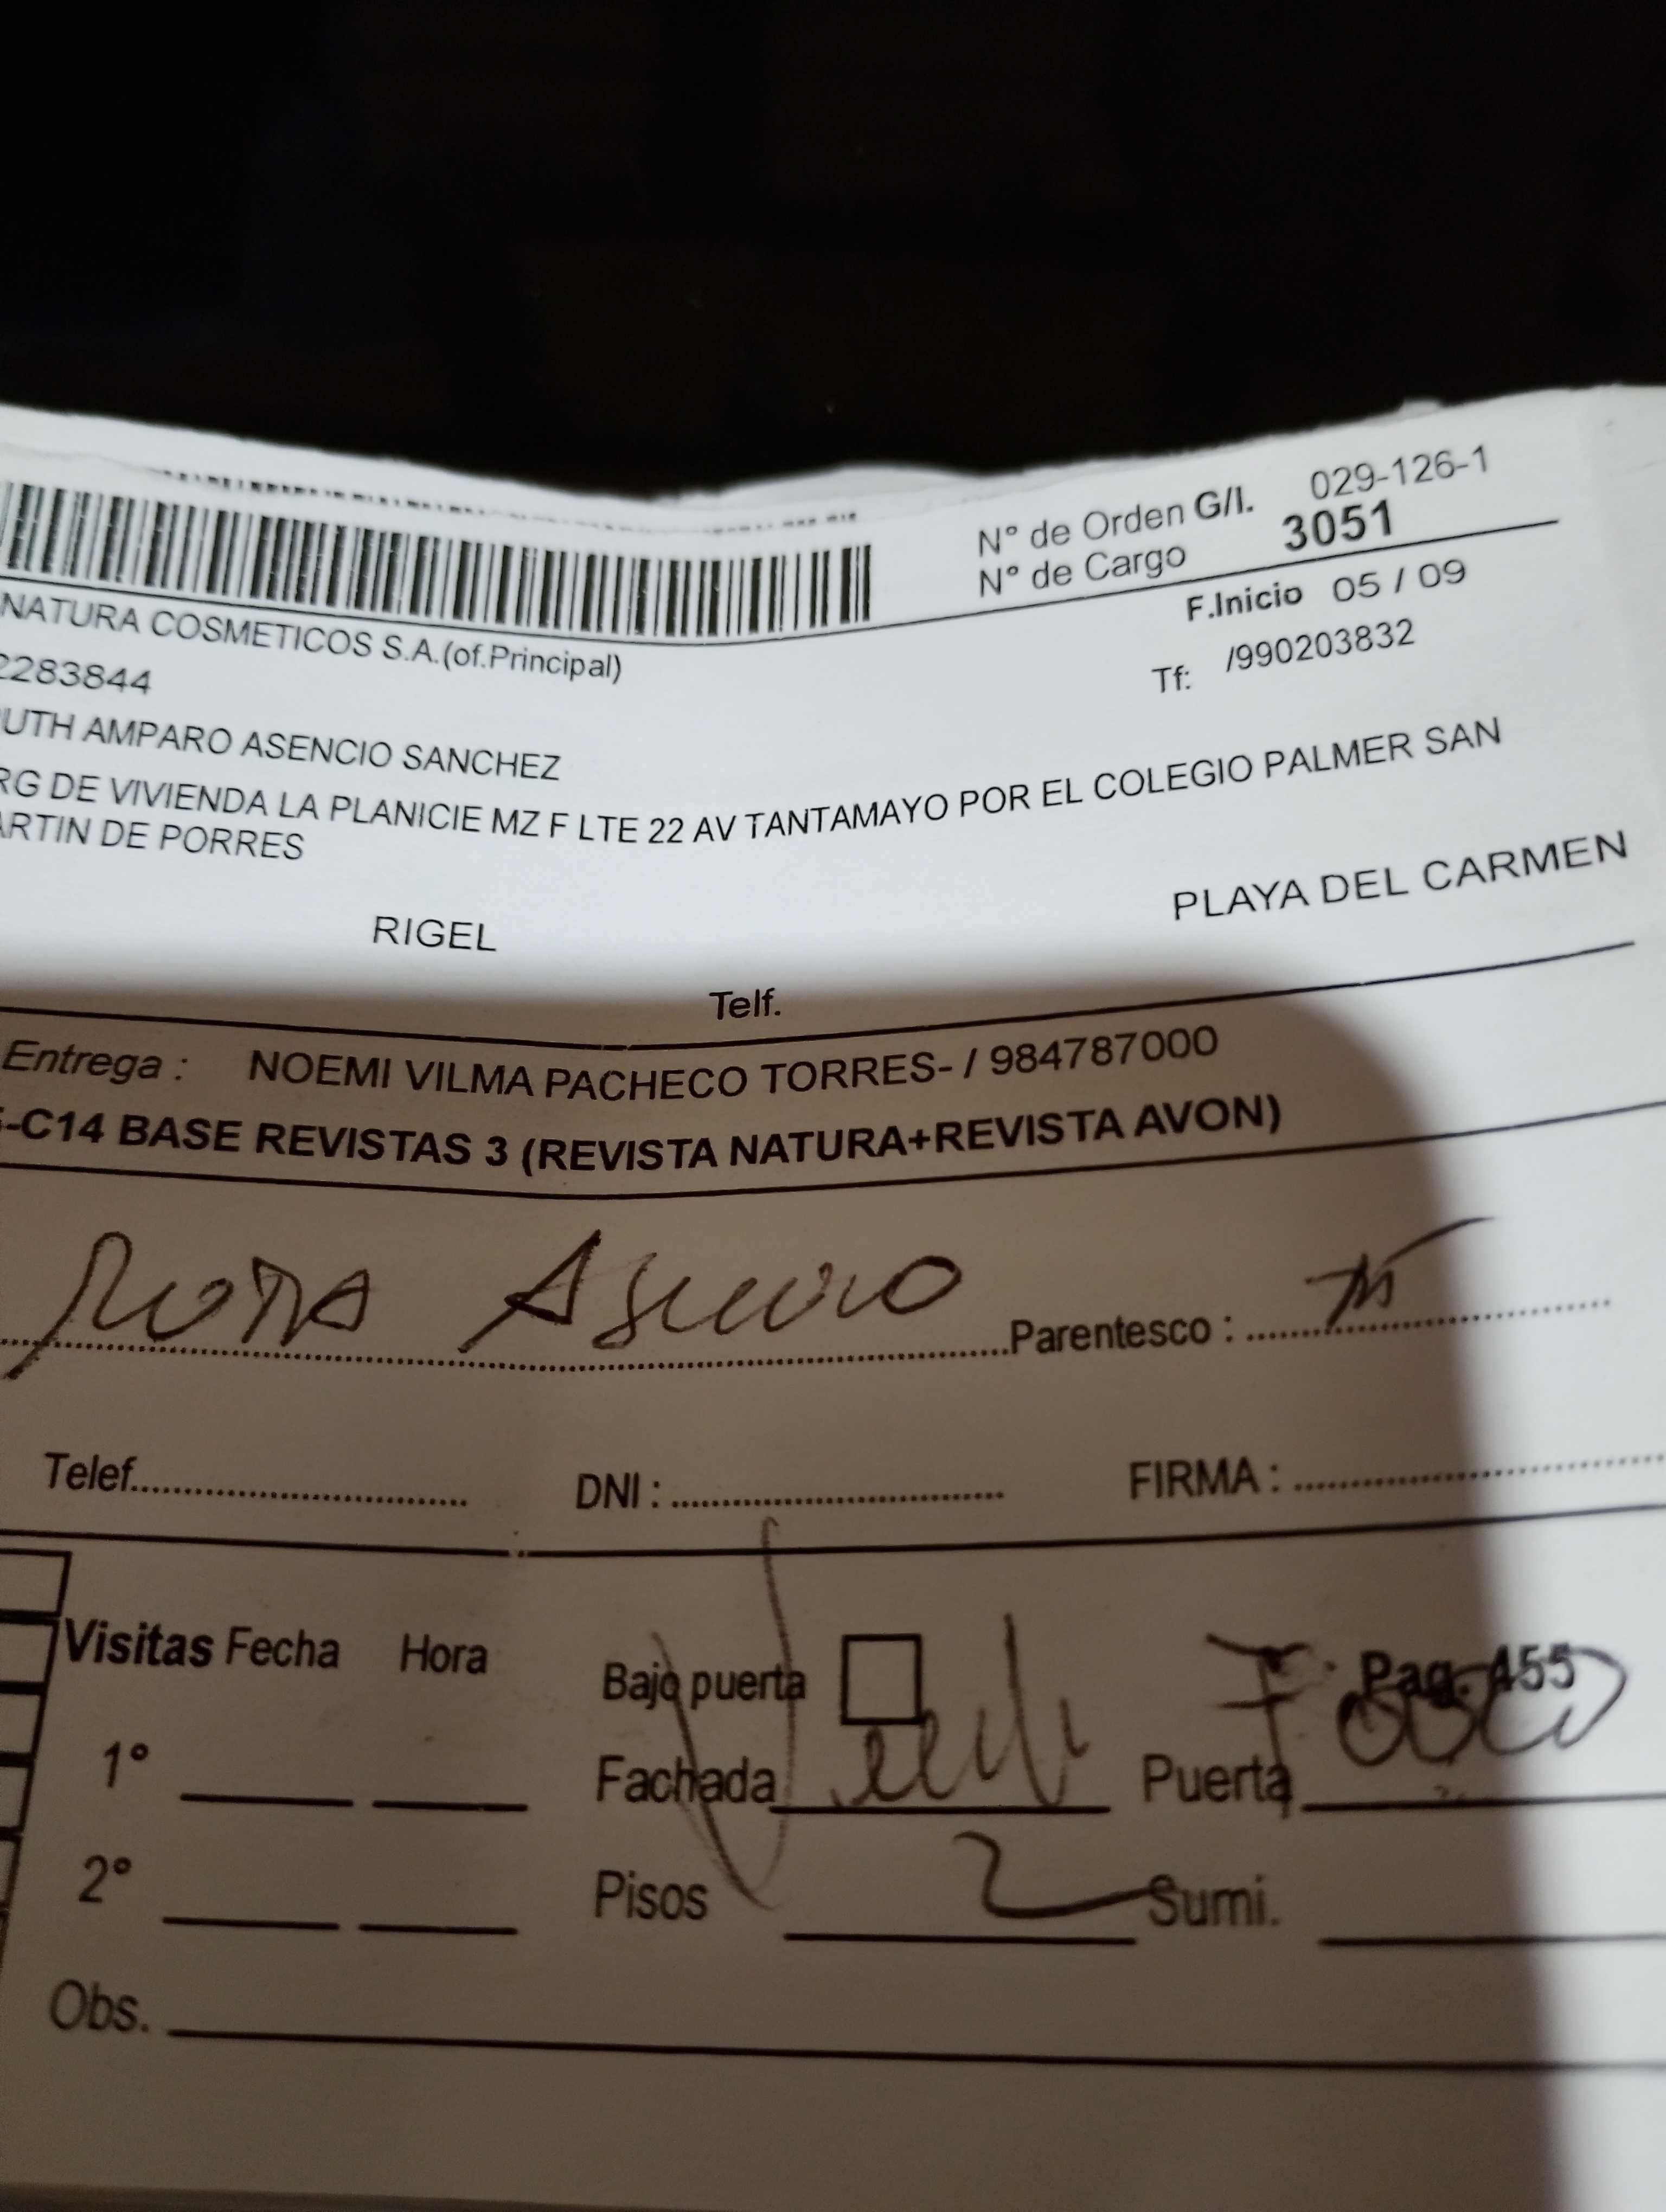 N° de Orden G/I. 029-126-1
N° de Cargo 3051
NATURA COSMETICOS S.A.(of.Principal)
F.Inicio 05 / 09
2283844
Tf: /990203832
UTH AMPARO ASENCIO SANCHEZ
RG DE VIVIENDA LA PLANICIE MZ F LTE 22 AV TANTAMAYO POR EL COLEGIO PALMER SAN
ARTIN DE PORRES
RIGEL PLAYA DEL CARMEN
Telf.
Entrega : NOEMI VILMA PACHECO TORRES- / 984787000
-C14 BASE REVISTAS 3 (REVISTA NATURA+REVISTA AVON)
Parentesco :
Telef. DNI : FIRMA :
Visitas Fecha Hora Bajo puerta Pag. 455
1° Fachada Puerta
2° Pisos 2 Sumi.
Obs.